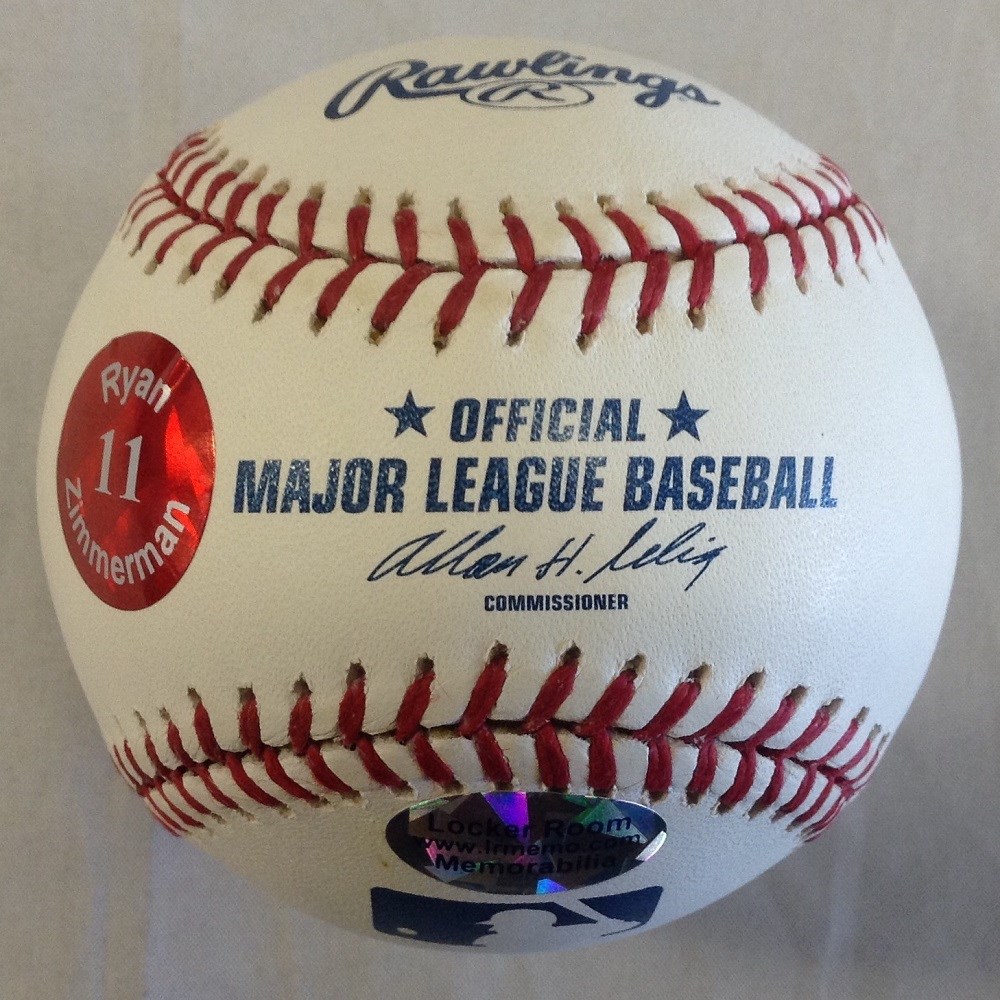 Rawlings
R
Ryan
11
Zimmerman
★ OFFICIAL ★
MAJOR LEAGUE BASEBALL
Allan H. Selig
COMMISSIONER
Locker Room
www.lrmemo.com
Memorabilia